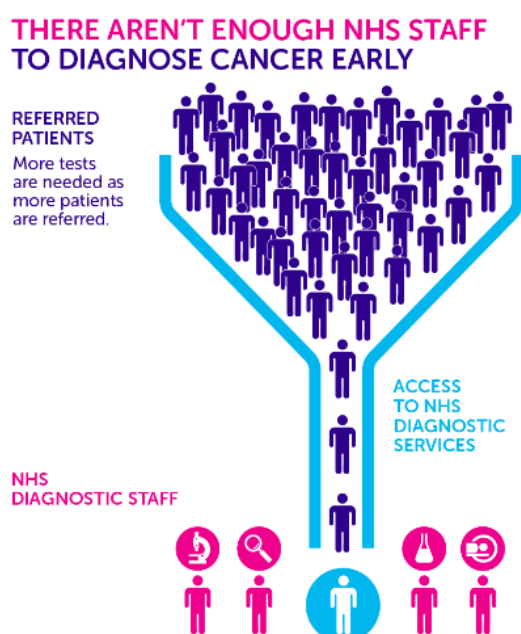 THERE AREN'T ENOUGH NHS STAFF
TO DIAGNOSE CANCER EARLY
REFERRED
PATIENTS
More tests
are needed as
more patients
are referred.
ACCESS
TO NHS
DIAGNOSTIC
SERVICES
NHS
DIAGNOSTIC STAFF